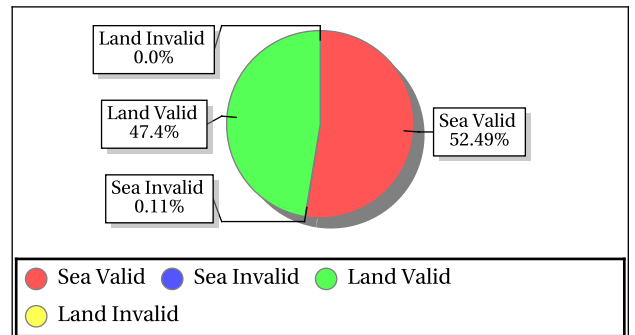 Land Invalid
0.0%
Land Valid
47.4%
Sea Valid
52.49%
Sea Invalid
0.11%
Sea Valid Sea Invalid Land Valid
Land Invalid